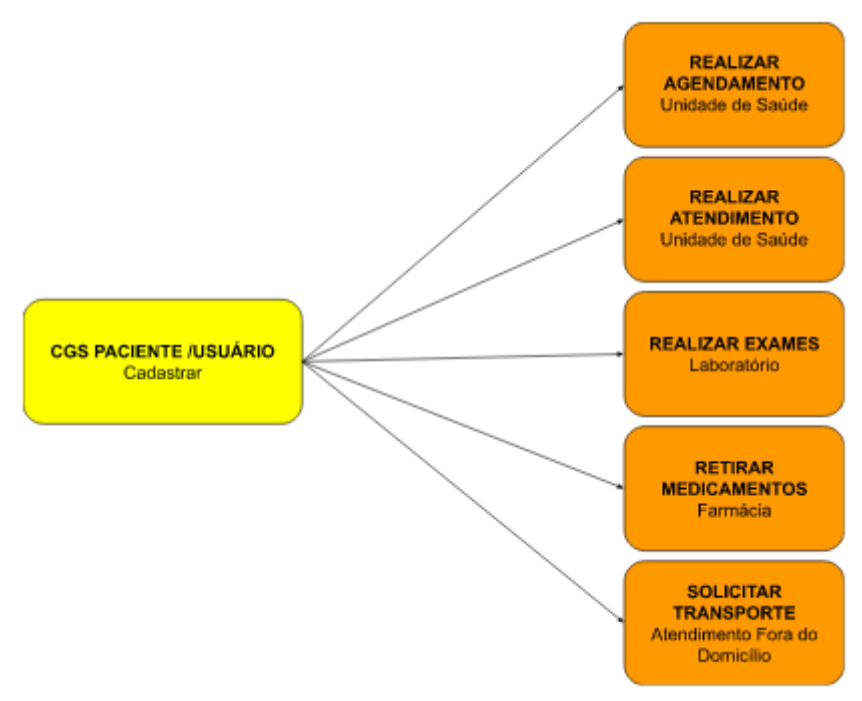 REALIZAR
AGENDAMENTO
Unidade de Saúde
REALIZAR
ATENDIMENTO
Unidade de Saúde
CGS PACIENTE /USUÁRIO
Cadastrar
REALIZAR EXAMES
Laboratório
RETIRAR
MEDICAMENTOS
Farmácia
SOLICITAR
TRANSPORTE
Atendimento Fora do
Domicílio